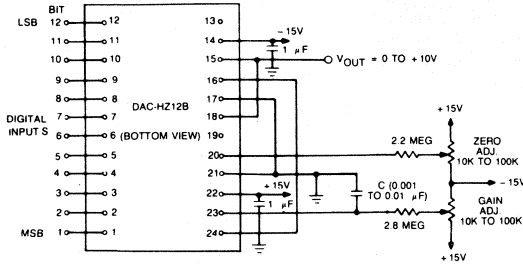 BIT
LSB 12 12 13
11 11 14 - 15V
1 μF
10 10 15 VOUT = 0 TO +10V
9 9 16
8 8 17
DAC-HZ12B
DIGITAL 7 7 18
INPUTS 6 6 (BOTTOM VIEW) 19
5 5 20 2.2 MEG
+ 15V
ZERO
ADJ.
10K TO 100K
4 4 21
3 3 22 + 15V
1 μF
C (0.001
TO 0.01 μF)
- 15V
2 2 23 2.8 MEG
GAIN
ADJ.
10K TO 100K
MSB 1 1 24
+ 15V